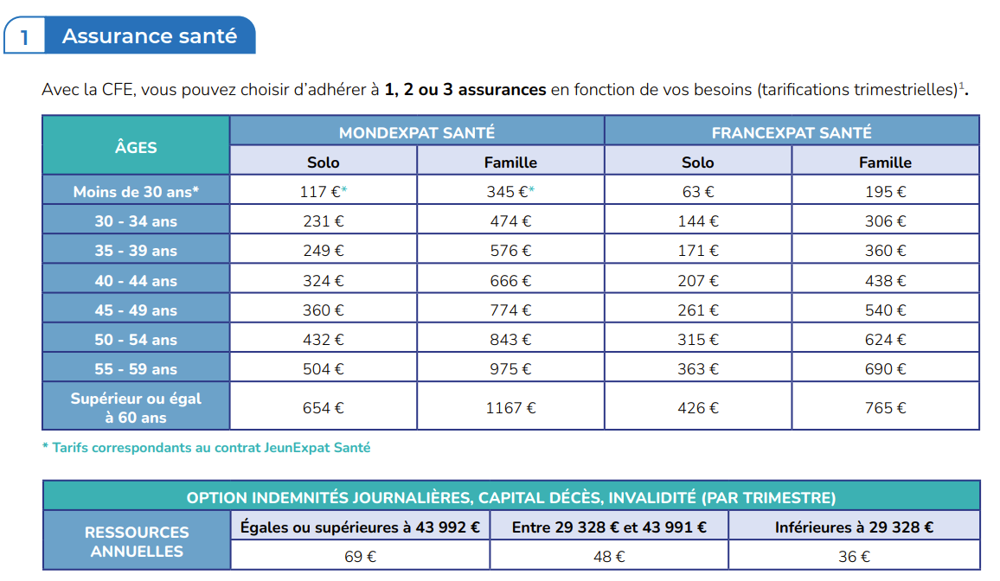 1 Assurance santé
Avec la CFE, vous pouvez choisir d’adhérer à 1, 2 ou 3 assurances en fonction de vos besoins (tarifications trimestrielles)¹.
ÂGES MONDEXPAT SANTÉ FRANCEXPAT SANTÉ
Solo Famille Solo Famille
Moins de 30 ans* 117 €* 345 €* 63 € 195 €
30 - 34 ans 231 € 474 € 144 € 306 €
35 - 39 ans 249 € 576 € 171 € 360 €
40 - 44 ans 324 € 666 € 207 € 438 €
45 - 49 ans 360 € 774 € 261 € 540 €
50 - 54 ans 432 € 843 € 315 € 624 €
55 - 59 ans 504 € 975 € 363 € 690 €
Supérieur ou égal
à 60 ans 654 € 1167 € 426 € 765 €
* Tarifs correspondants au contrat JeunExpat Santé
OPTION INDEMNITÉS JOURNALIÈRES, CAPITAL DÉCÈS, INVALIDITÉ (PAR TRIMESTRE)
RESSOURCES
ANNUELLES
Égales ou supérieures à 43 992 € Entre 29 328 € et 43 991 € Inférieures à 29 328 €
69 € 48 € 36 €